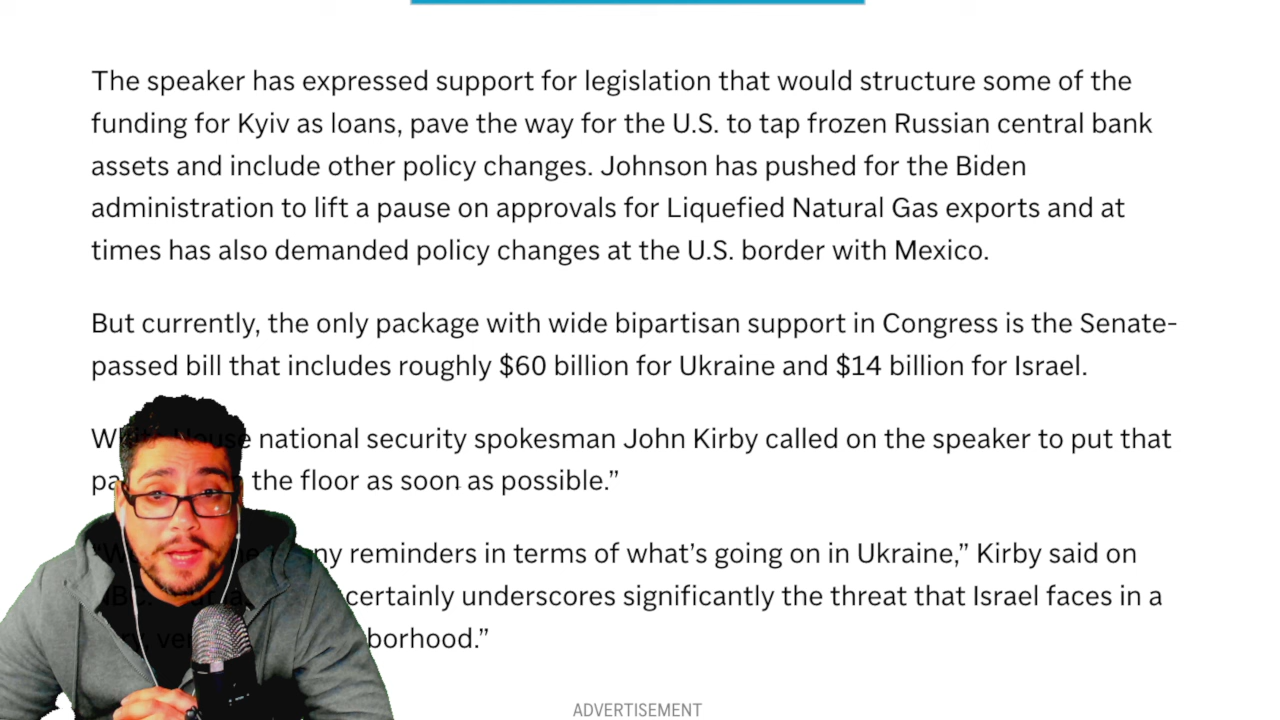 The speaker has expressed support for legislation that would structure some of the
funding for Kyiv as loans, pave the way for the U.S. to tap frozen Russian central bank
assets and include other policy changes. Johnson has pushed for the Biden
administration to lift a pause on approvals for Liquefied Natural Gas exports and at
times has also demanded policy changes at the U.S. border with Mexico.
But currently, the only package with wide bipartisan support in Congress is the Senate-
passed bill that includes roughly $60 billion for Ukraine and $14 billion for Israel.
White House national security spokesman John Kirby called on the speaker to put that
the floor as soon as possible.”
reminders in terms of what’s going on in Ukraine,” Kirby said on
certainly underscores significantly the threat that Israel faces in a
ADVERTISEMENT